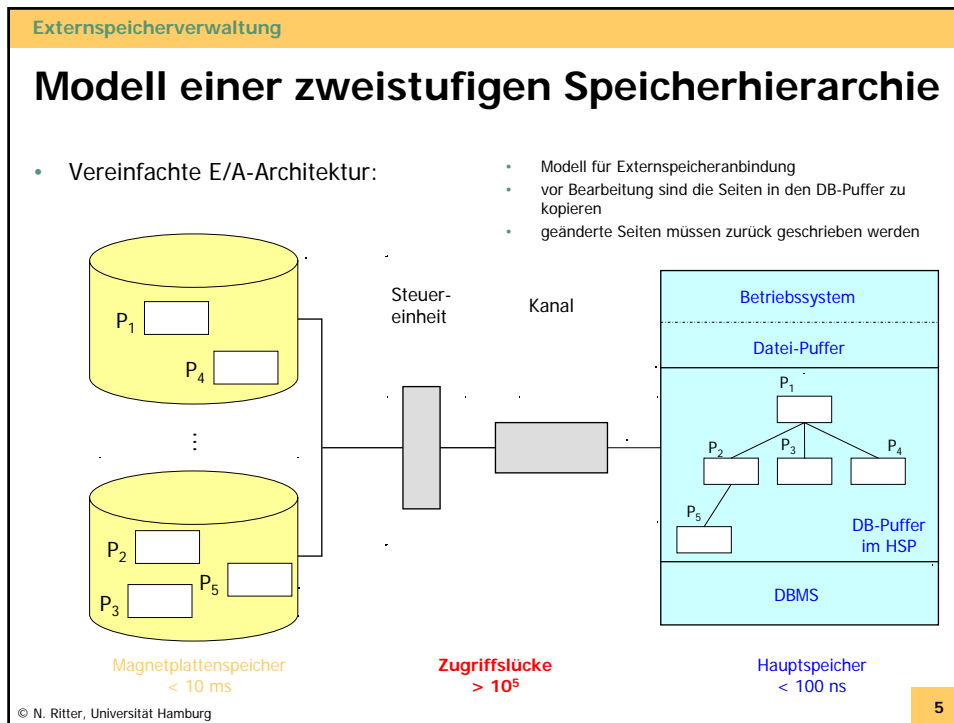 Externspeicherverwaltung
Modell einer zweistufigen Speicherhierarchie
• Vereinfachte E/A-Architektur:
• Modell für Externspeicheranbindung
• vor Bearbeitung sind die Seiten in den DB-Puffer zu
kopieren
• geänderte Seiten müssen zurück geschrieben werden
P1
P4
...
P2
P5
P3
Steuer-
einheit
Kanal
Betriebssystem
Datei-Puffer
P1
P2
P3
P4
P5
DB-Puffer
im HSP
DBMS
Magnetplattenspeicher
< 10 ms
Zugriffslücke
> 10⁵
Hauptspeicher
< 100 ns
© N. Ritter, Universität Hamburg
5